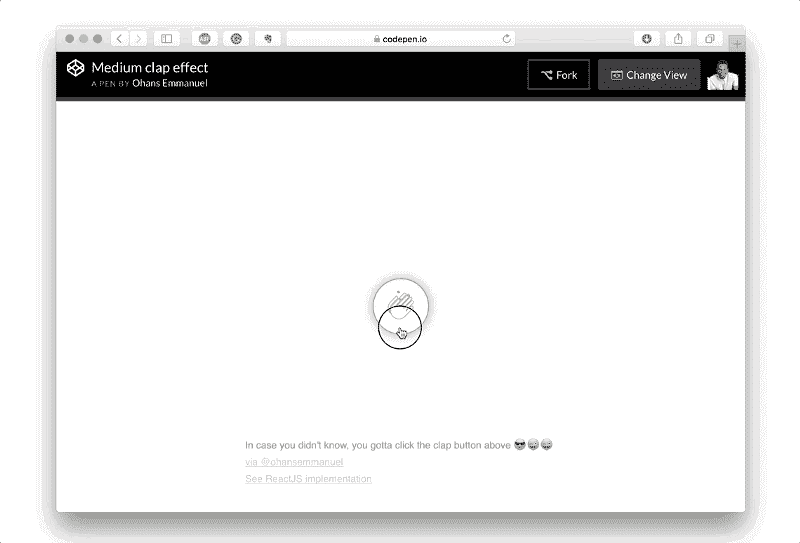 codepen.io
Medium clap effect
A PEN BY Ohans Emmanuel
Fork
Change View
In case you didn't know, you gotta click the clap button above 😎😀😀
via @ohansemmanuel
See ReactJS implementation